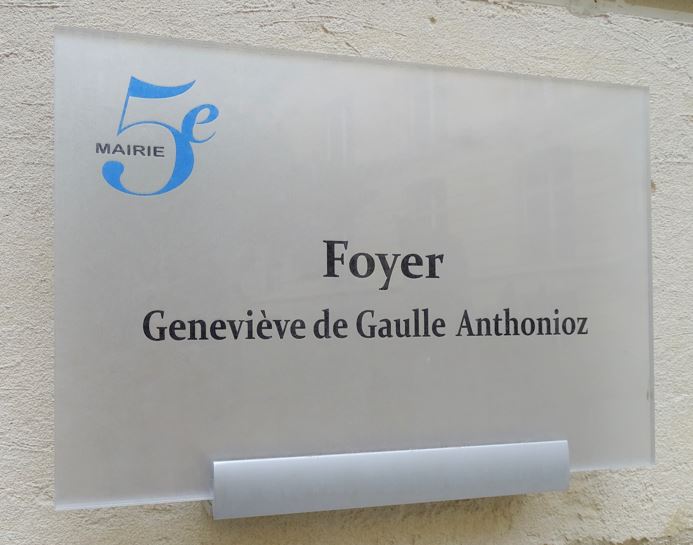 5e
MAIRIE
Foyer
Geneviève de Gaulle Anthonioz